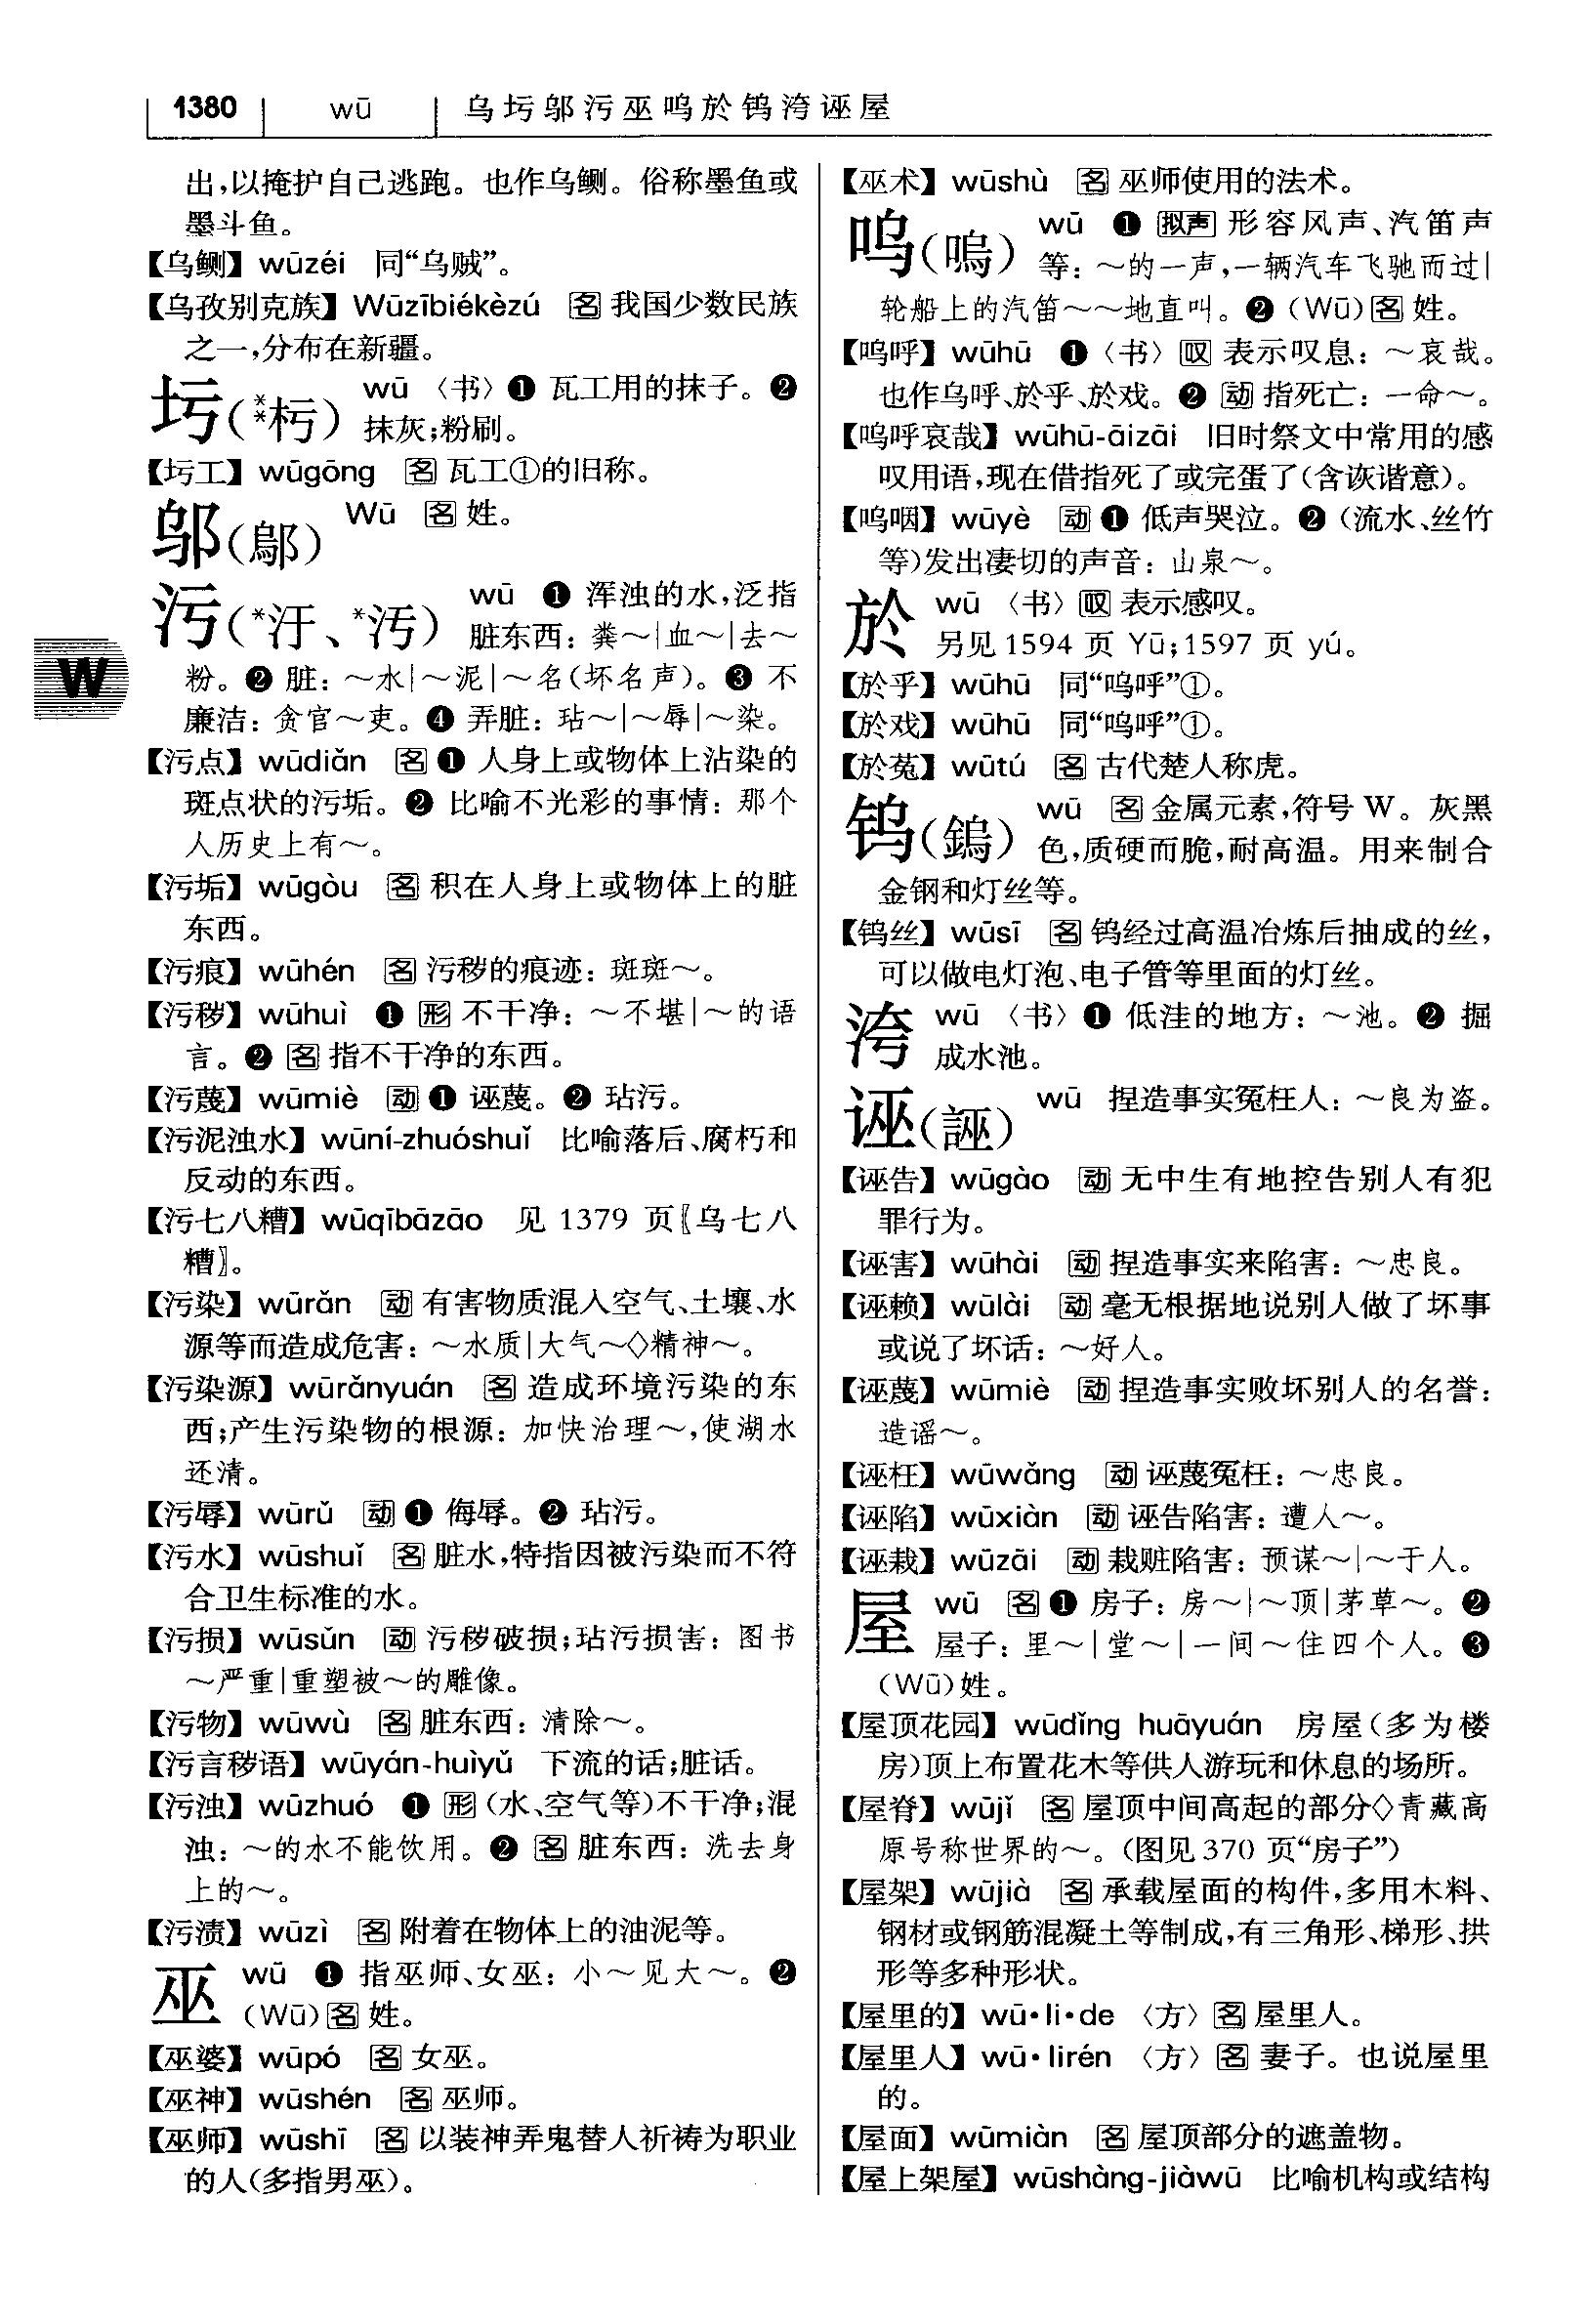 1380 wū 乌圬邬污巫呜於钨洿诬屋
出,以掩护自己逃跑。也作乌鲗。俗称墨鱼或
墨斗鱼。
【乌鲗】wūzéi 同“乌贼”。
【乌孜别克族】Wūzībiékèzú 名 我国少数民族
之一,分布在新疆。
圬(**杇) wū 〈书〉❶ 瓦工用的抹子。❷
抹灰;粉刷。
【圬工】wūgōng 名 瓦工①的旧称。
邬(鄔) Wū 名 姓。
污(*汙、*汚) wū ❶ 浑浊的水,泛指
脏东西:粪~|血~|去~
粉。❷ 脏:~水|~泥|~名(坏名声)。❸ 不
廉洁:贪官~吏。❹ 弄脏:玷~|~辱|~染。
【污点】wūdiǎn 名 ❶ 人身上或物体上沾染的
斑点状的污垢。❷ 比喻不光彩的事情:那个
人历史上有~。
【污垢】wūgòu 名 积在人身上或物体上的脏
东西。
【污痕】wūhén 名 污秽的痕迹:斑斑~。
【污秽】wūhuì ❶ 形 不干净:~不堪|~的语
言。❷ 名 指不干净的东西。
【污蔑】wūmiè 动 ❶ 诬蔑。❷ 玷污。
【污泥浊水】wūní-zhuóshuǐ 比喻落后、腐朽和
反动的东西。
【污七八糟】wūqībāzāo 见 1379 页〖乌七八
糟〗。
【污染】wūrǎn 动 有害物质混入空气、土壤、水
源等而造成危害:~水质|大气~◇精神~。
【污染源】wūrǎnyuán 名 造成环境污染的东
西;产生污染物的根源:加快治理~,使湖水
还清。
【污辱】wūrǔ 动 ❶ 侮辱。❷ 玷污。
【污水】wūshuǐ 名 脏水,特指因被污染而不符
合卫生标准的水。
【污损】wūsǔn 动 污秽破损;玷污损害:图书
~严重|重塑被~的雕像。
【污物】wūwù 名 脏东西:清除~。
【污言秽语】wūyán-huìyǔ 下流的话;脏话。
【污浊】wūzhuó ❶ 形 (水、空气等)不干净;混
浊:~的水不能饮用。❷ 名 脏东西:洗去身
上的~。
【污渍】wūzì 名 附着在物体上的油泥等。
巫 wū ❶ 指巫师、女巫:小~见大~。❷
(Wū)名 姓。
【巫婆】wūpó 名 女巫。
【巫神】wūshén 名 巫师。
【巫师】wūshī 名 以装神弄鬼替人祈祷为职业
的人(多指男巫)。
【巫术】wūshù 名 巫师使用的法术。
呜(嗚) wū ❶ 拟声 形容风声、汽笛声
等:~的一声,一辆汽车飞驰而过|
轮船上的汽笛~~地直叫。❷ (Wū)名 姓。
【呜呼】wūhū ❶〈书〉叹 表示叹息:~哀哉。
也作乌呼、於乎、於戏。❷ 动 指死亡:一命~。
【呜呼哀哉】wūhū-āizāi 旧时祭文中常用的感
叹用语,现在借指死了或完蛋了(含诙谐意)。
【呜咽】wūyè 动 ❶ 低声哭泣。❷ (流水、丝竹
等)发出凄切的声音:山泉~。
於 wū 〈书〉叹 表示感叹。
另见 1594 页 Yū;1597 页 yú。
【於乎】wūhū 同“呜呼”①。
【於戏】wūhū 同“呜呼”①。
【於菟】wūtú 名 古代楚人称虎。
钨(鎢) wū 名 金属元素,符号 W。灰黑
色,质硬而脆,耐高温。用来制合
金钢和灯丝等。
【钨丝】wūsī 名 钨经过高温冶炼后抽成的丝,
可以做电灯泡、电子管等里面的灯丝。
洿 wū 〈书〉❶ 低洼的地方:~池。❷ 掘
成水池。
诬(誣) wū 捏造事实冤枉人:~良为盗。
【诬告】wūgào 动 无中生有地控告别人有犯
罪行为。
【诬害】wūhài 动 捏造事实来陷害:~忠良。
【诬赖】wūlài 动 毫无根据地说别人做了坏事
或说了坏话:~好人。
【诬蔑】wūmiè 动 捏造事实败坏别人的名誉:
造谣~。
【诬枉】wūwǎng 动 诬蔑冤枉:~忠良。
【诬陷】wūxiàn 动 诬告陷害:遭人~。
【诬栽】wūzāi 动 栽赃陷害:预谋~|~于人。
屋 wū 名 ❶ 房子:房~|~顶|茅草~。❷
屋子:里~|堂~|一间~住四个人。❸
(Wū)姓。
【屋顶花园】wūdǐng huāyuán 房屋(多为楼
房)顶上布置花木等供人游玩和休息的场所。
【屋脊】wūjǐ 名 屋顶中间高起的部分◇青藏高
原号称世界的~。(图见 370 页“房子”)
【屋架】wūjià 名 承载屋面的构件,多用木料、
钢材或钢筋混凝土等制成,有三角形、梯形、拱
形等多种形状。
【屋里的】wū·li·de 〈方〉名 屋里人。
【屋里人】wū·lirén 〈方〉名 妻子。也说屋里
的。
【屋面】wūmiàn 名 屋顶部分的遮盖物。
【屋上架屋】wūshàng-jiàwū 比喻机构或结构
W